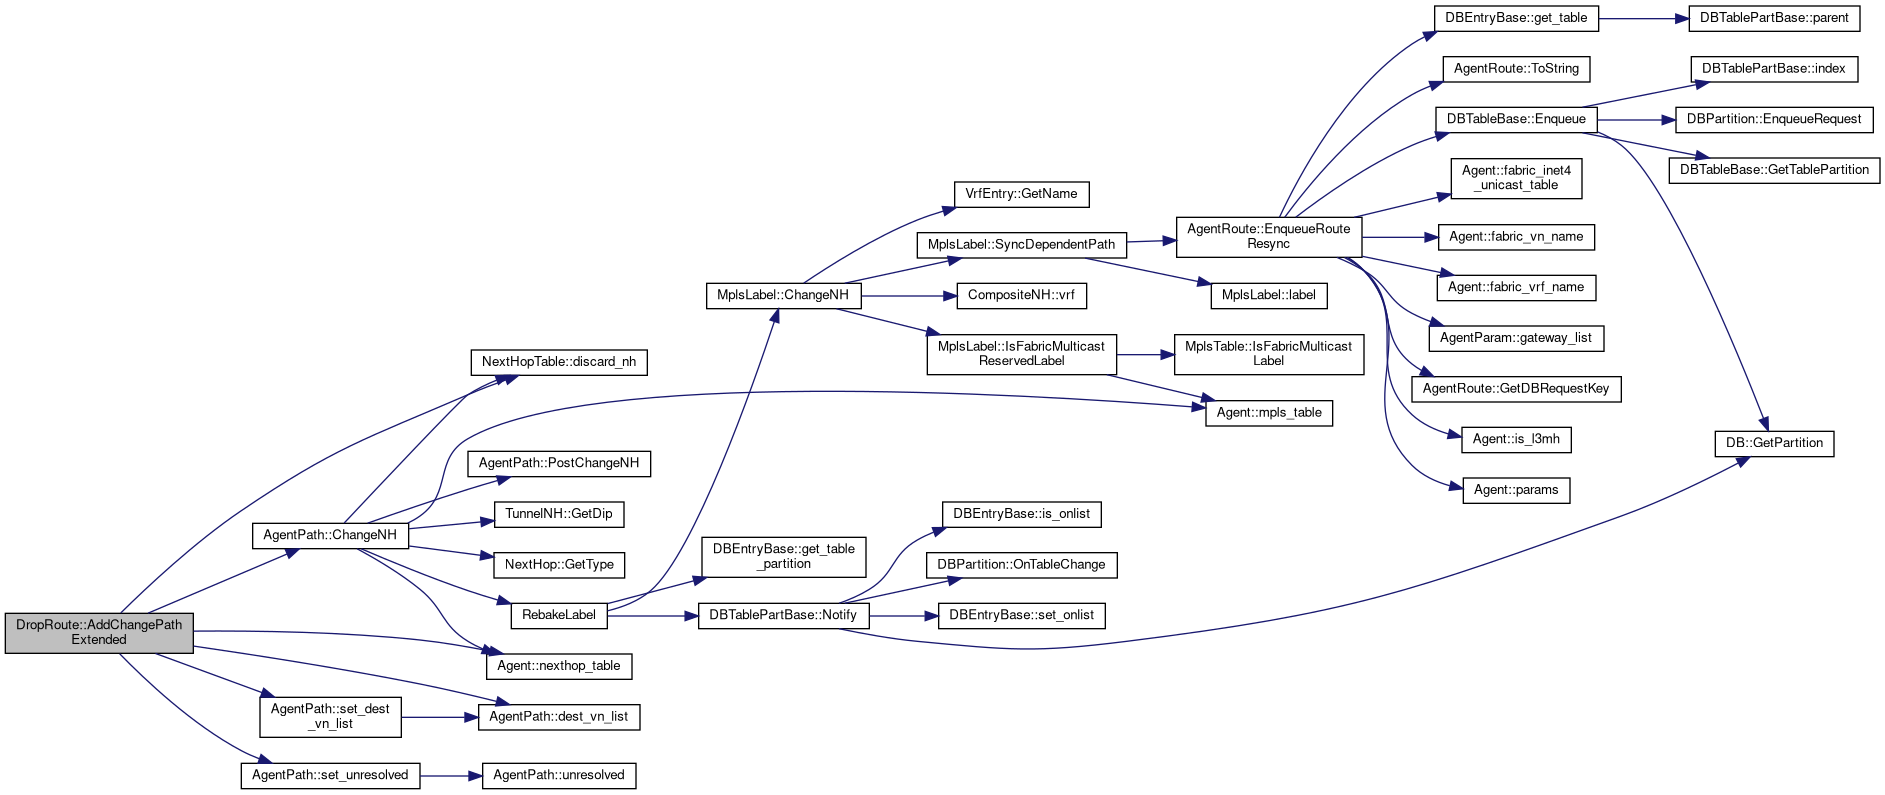 DBEntryBase::get_table
DBTablePartBase::parent
AgentRoute::ToString
DBTablePartBase::index
DBTableBase::Enqueue
DBPartition::EnqueueRequest
Agent::fabric_inet4
_unicast_table
DBTableBase::GetTablePartition
VrfEntry::GetName
AgentRoute::EnqueueRoute
Resync
Agent::fabric_vn_name
MplsLabel::SyncDependentPath
Agent::fabric_vrf_name
MplsLabel::ChangeNH
CompositeNH::vrf
MplsLabel::label
AgentParam::gateway_list
MplsLabel::IsFabricMulticast
ReservedLabel
MplsTable::IsFabricMulticast
Label
NextHopTable::discard_nh
AgentRoute::GetDBRequestKey
Agent::mpls_table
Agent::is_l3mh
DB::GetPartition
AgentPath::PostChangeNH
Agent::params
TunnelNH::GetDip
DBEntryBase::is_onlist
AgentPath::ChangeNH
DBEntryBase::get_table
_partition
NextHop::GetType
DBPartition::OnTableChange
RebakeLabel
DBTablePartBase::Notify
DBEntryBase::set_onlist
DropRoute::AddChangePath
Extended
Agent::nexthop_table
AgentPath::set_dest
_vn_list
AgentPath::dest_vn_list
AgentPath::set_unresolved
AgentPath::unresolved